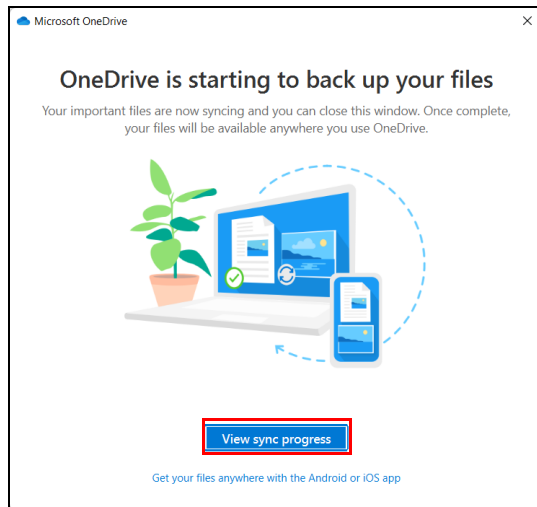 Microsoft OneDrive
OneDrive is starting to back up your files
Your important files are now syncing and you can close this window. Once complete,
your files will be available anywhere you use OneDrive.
View sync progress
Get your files anywhere with the Android or iOS app